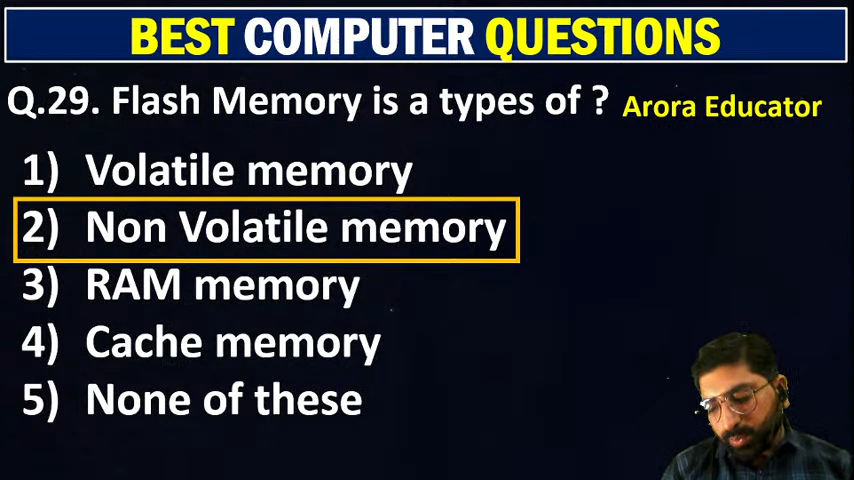 BEST COMPUTER QUESTIONS
Q.29. Flash Memory is a types of ? Arora Educator
1) Volatile memory
2) Non Volatile memory
3) RAM memory
4) Cache memory
5) None of these